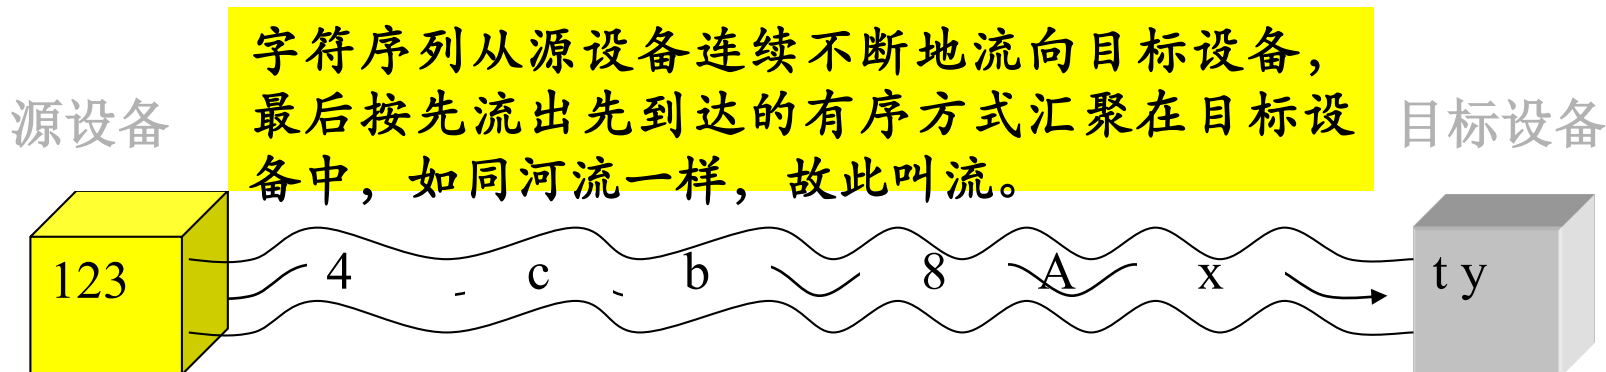 字符序列从源设备连续不断地流向目标设备，
最后按先流出先到达的有序方式汇聚在目标设
备中，如同河流一样，故此叫流。
源设备
目标设备
123 4 c b 8 A x t y